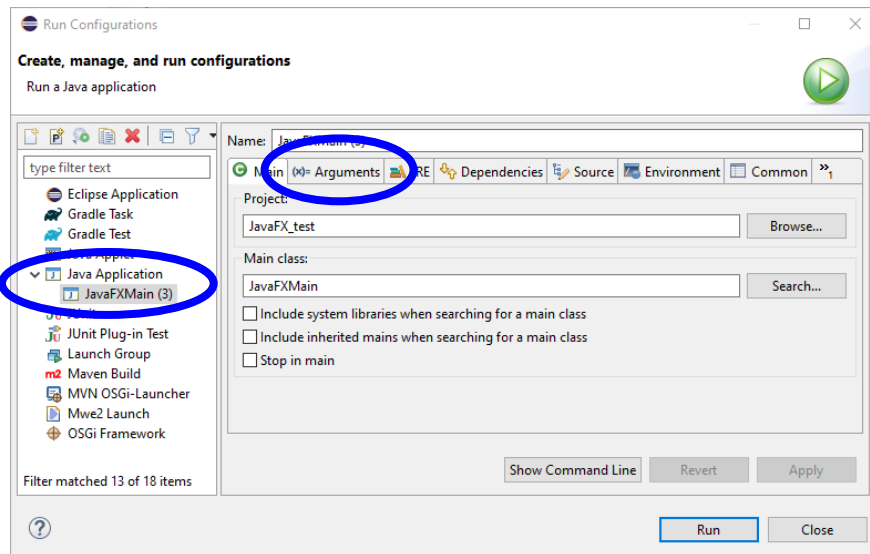 Run Configurations
Create, manage, and run configurations
Run a Java application
Name:
type filter text
Main
(x)= Arguments
Dependencies
Source
Environment
Common
»1
Eclipse Application
Gradle Task
Gradle Test
Java Applet
Java Application
JavaFXMain (3)
JUnit Plug-in Test
Launch Group
m2 Maven Build
MVN OSGi-Launcher
Mwe2 Launch
OSGi Framework
Filter matched 13 of 18 items
Project:
JavaFX_test
Browse...
Main class:
JavaFXMain
Search...
Include system libraries when searching for a main class
Include inherited mains when searching for a main class
Stop in main
Show Command Line
Revert
Apply
Run
Close